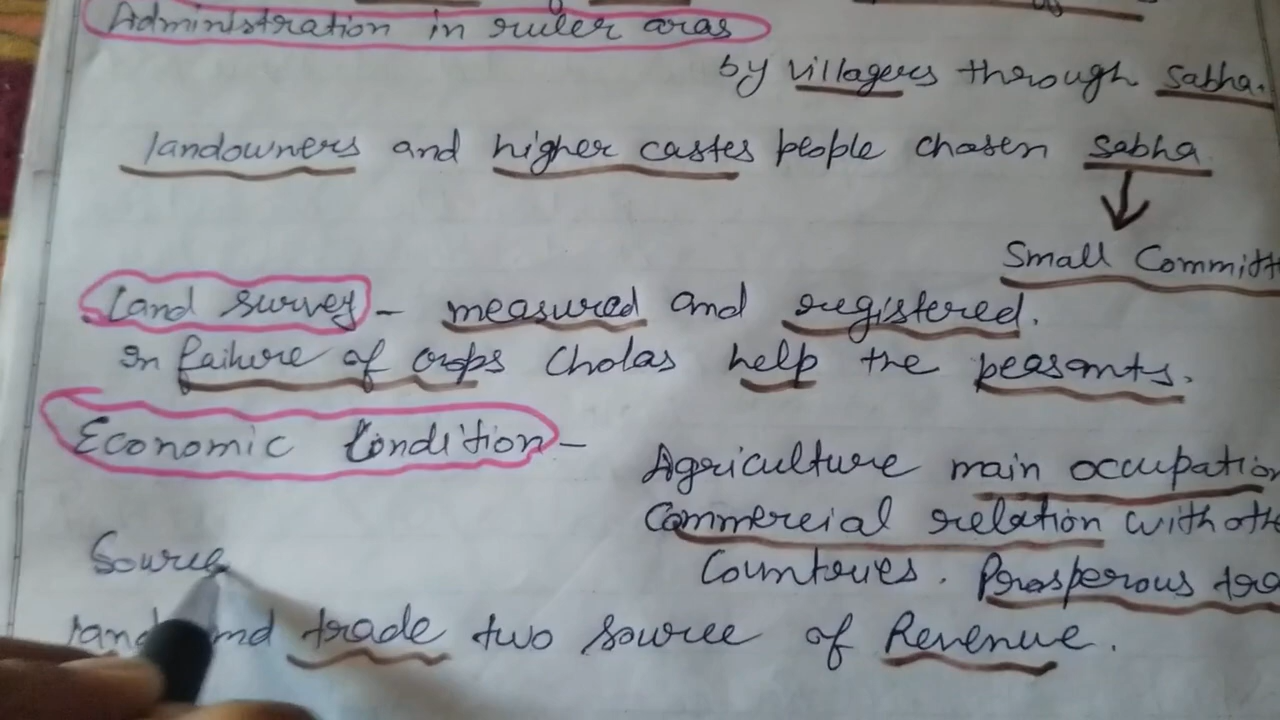 Administration in ruler aras
by villagers through sabha.
landowners and higher castes people chosen sabha
Small Committ
Land survey - measured and registered.
In failure of crops Cholas help the peasants.
Economic Condition -
Agriculture main occupation
Commercial relation with othe
Countries. Prosperous tra
Source
land and trade two source of Revenue.